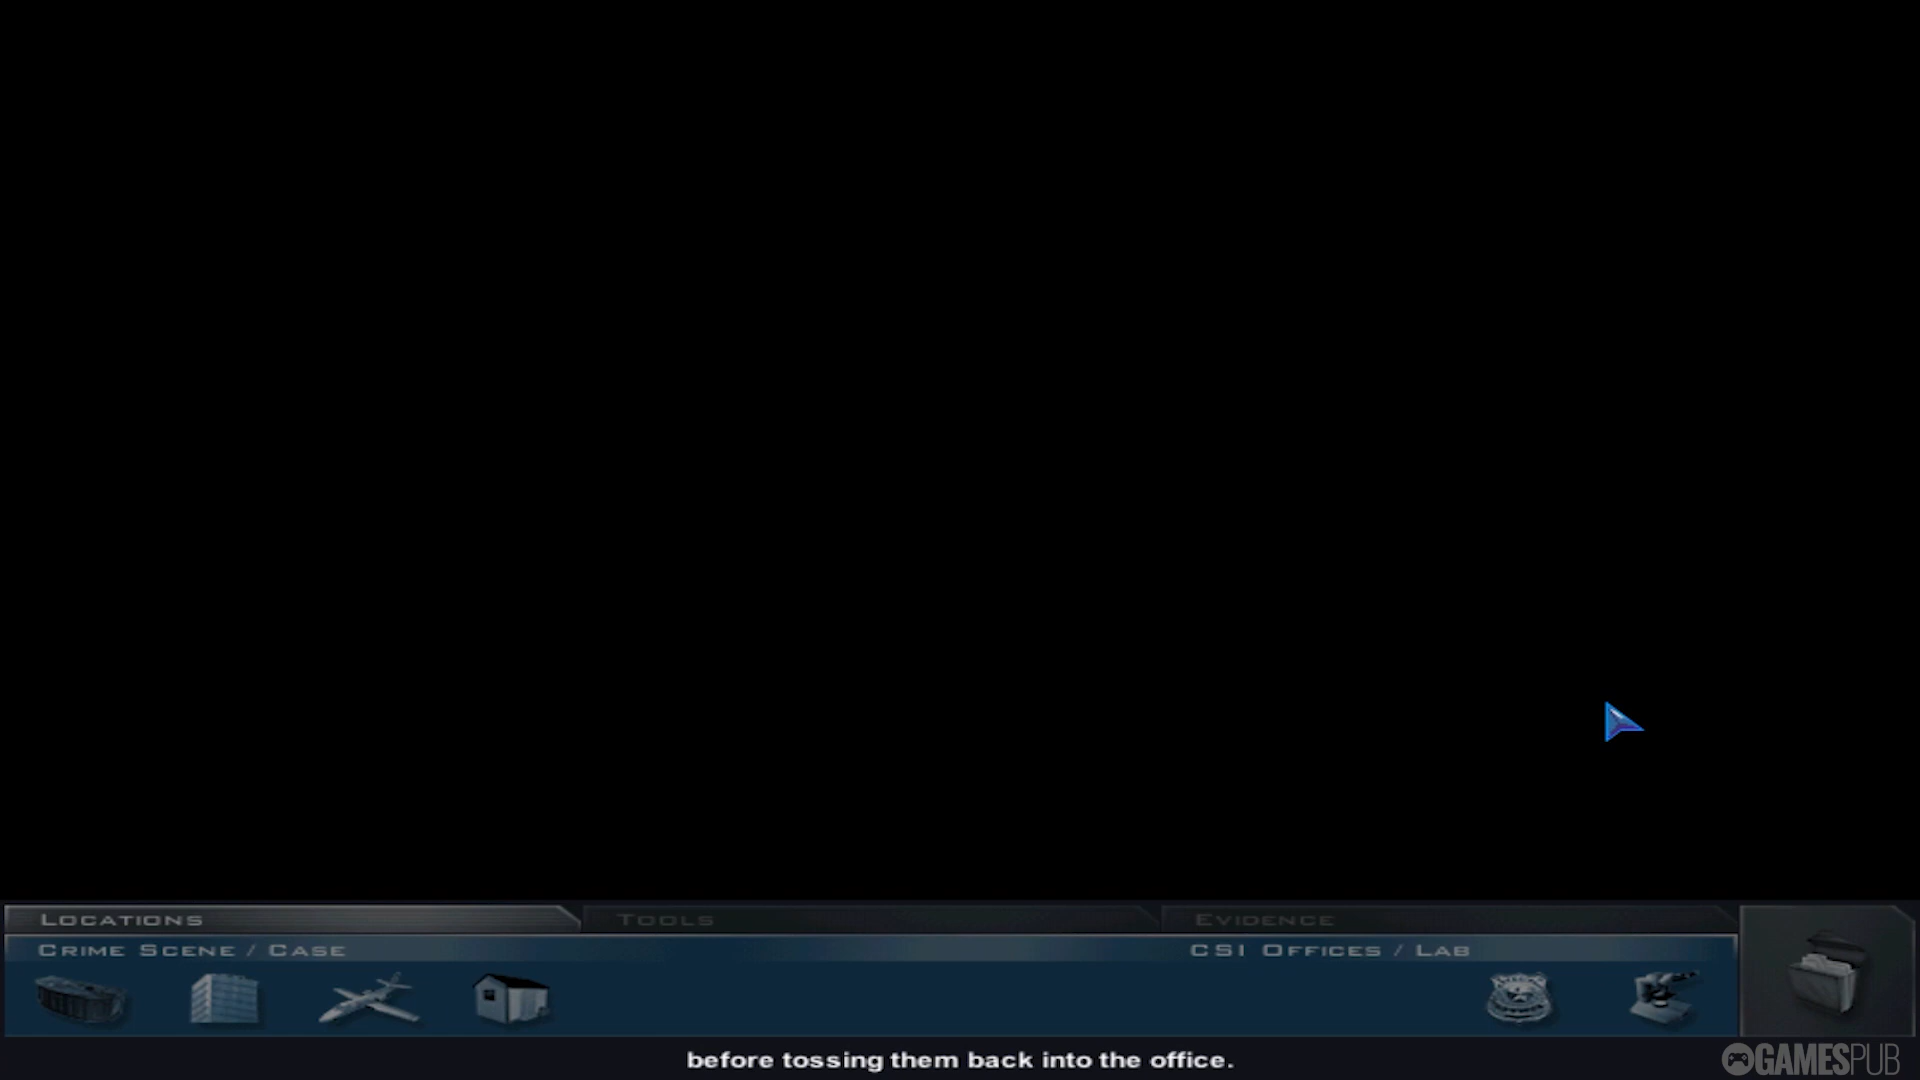 LOCATIONS
TOOLS
EVIDENCE
CRIME SCENE / CASE
CSI OFFICES / LAB
before tossing them back into the office.
GAMESPUB